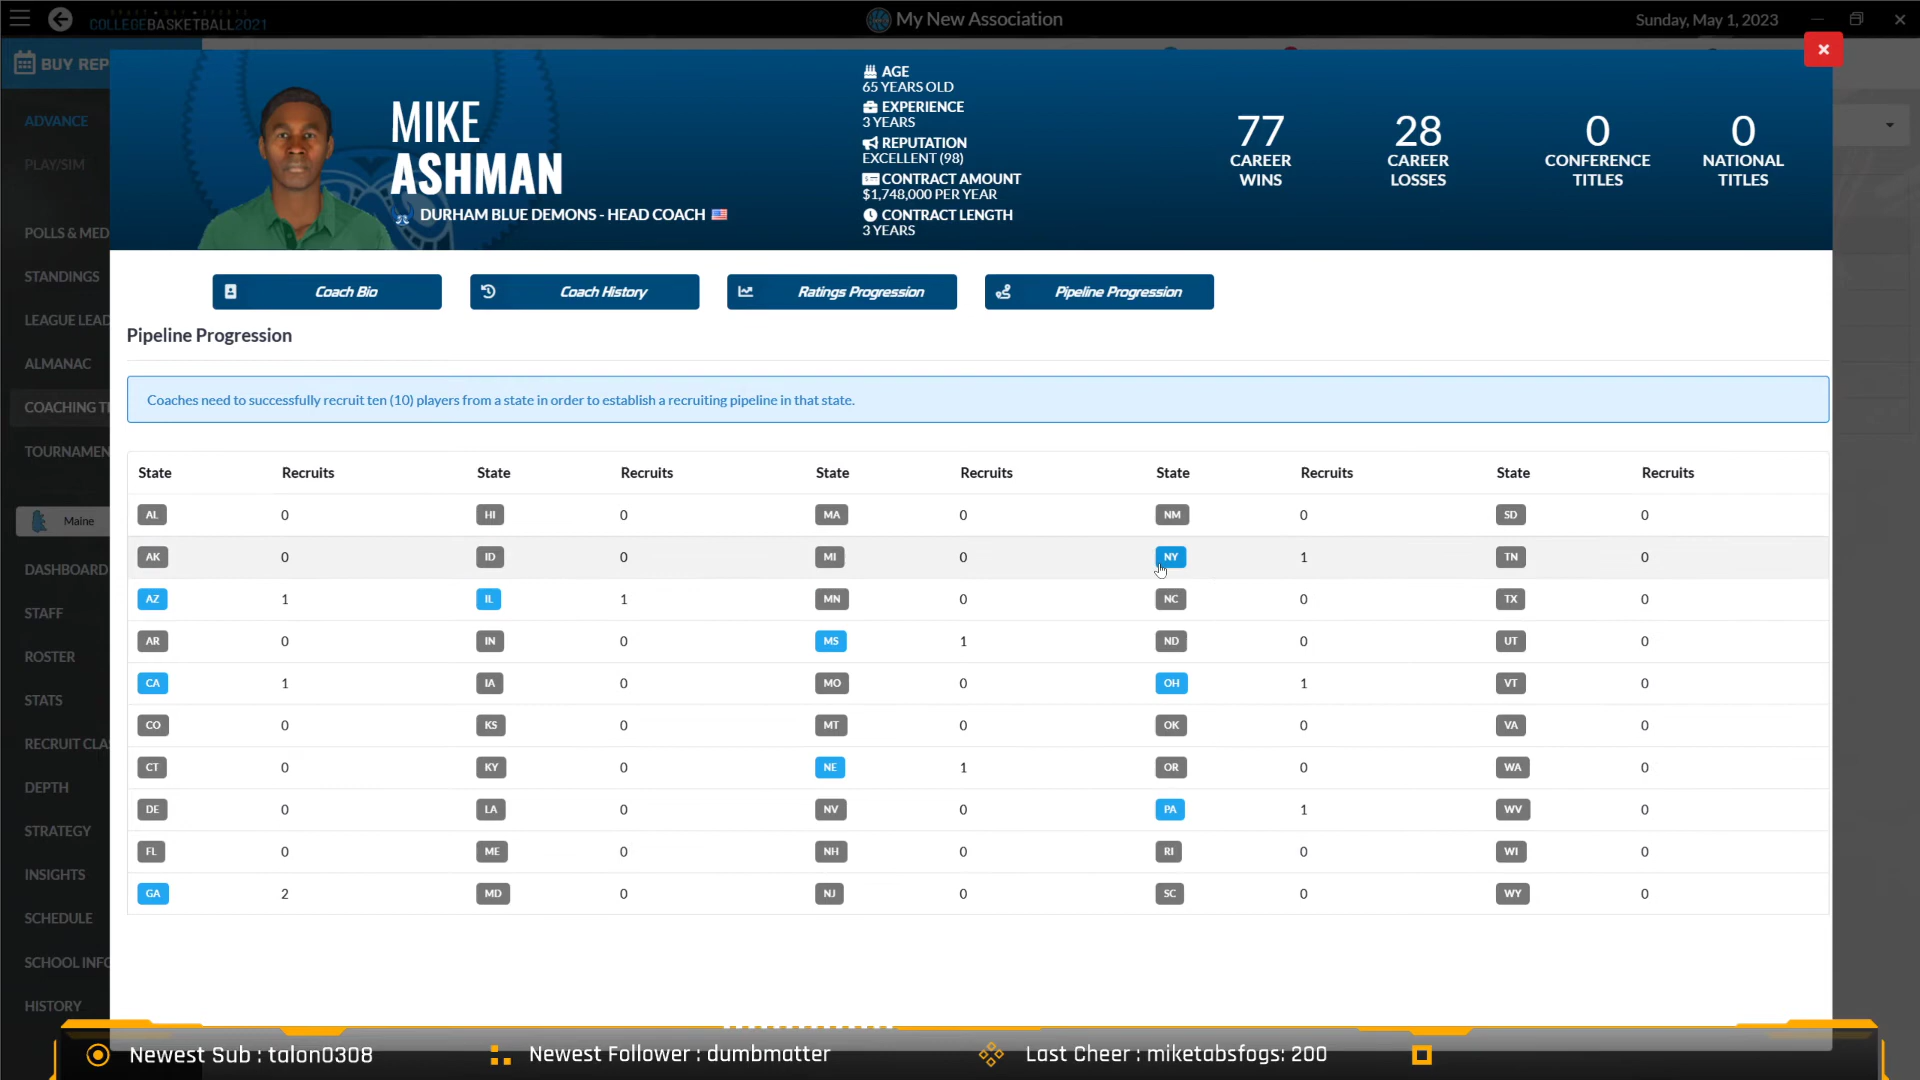 COLLEGEBASKETBALL2021
My New Association
Sunday, May 1, 2023
BUY REP
ADVANCE
PLAY/SIM
POLLS & MED
STANDINGS
LEAGUE LEAD
ALMANAC
COACHING T
TOURNAMEN
Maine
DASHBOARD
STAFF
ROSTER
STATS
RECRUIT CLA
DEPTH
STRATEGY
INSIGHTS
SCHEDULE
SCHOOL INFO
HISTORY
MIKE
ASHMAN
DURHAM BLUE DEMONS - HEAD COACH
AGE
65 YEARS OLD
EXPERIENCE
3 YEARS
REPUTATION
EXCELLENT (98)
CONTRACT AMOUNT
$1,748,000 PER YEAR
CONTRACT LENGTH
3 YEARS
77 28 0 0
CAREER WINS
CAREER LOSSES
CONFERENCE TITLES
NATIONAL TITLES
Coach Bio
Coach History
Ratings Progression
Pipeline Progression
Pipeline Progression
Coaches need to successfully recruit ten (10) players from a state in order to establish a recruiting pipeline in that state.
State Recruits State Recruits State Recruits State Recruits State Recruits
AL 0 HI 0 MA 0 NM 0 SD 0
AK 0 ID 0 MI 0 NY 1 TN 0
AZ 1 IL 1 MN 0 NC 0 TX 0
AR 0 IN 0 MS 1 ND 0 UT 0
CA 1 IA 0 MO 0 OH 1 VT 0
CO 0 KS 0 MT 0 OK 0 VA 0
CT 0 KY 0 NE 1 OR 0 WA 0
DE 0 LA 0 NV 0 PA 1 WV 0
FL 0 ME 0 NH 0 RI 0 WI 0
GA 2 MD 0 NJ 0 SC 0 WY 0
Newest Sub : talon0308
Newest Follower : dumbmatter
Last Cheer : miketabsfogs: 200